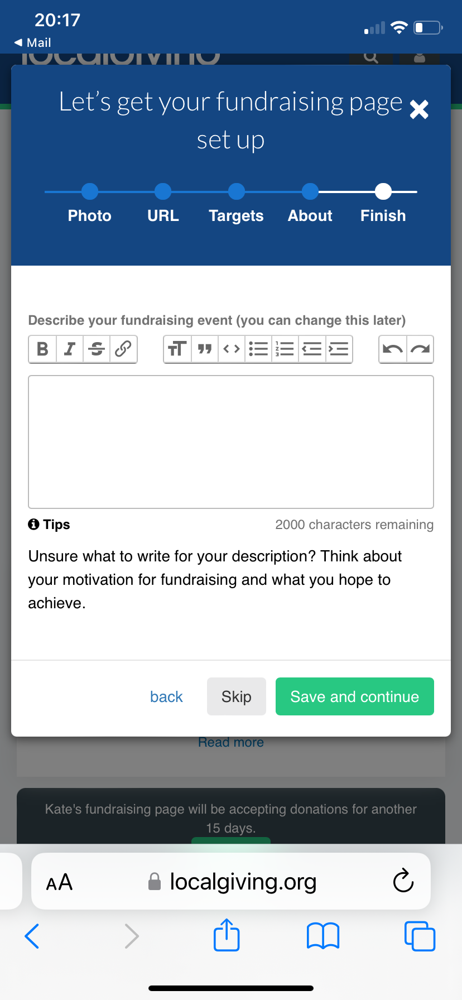 20:17
◀ Mail
localgiving
Let's get your fundraising page
set up
Photo URL Targets About Finish
Describe your fundraising event (you can change this later)
Tips
2000 characters remaining
Unsure what to write for your description? Think about
your motivation for fundraising and what you hope to
achieve.
back Skip Save and continue
Read more
Kate's fundraising page will be accepting donations for another
15 days.
AA localgiving.org